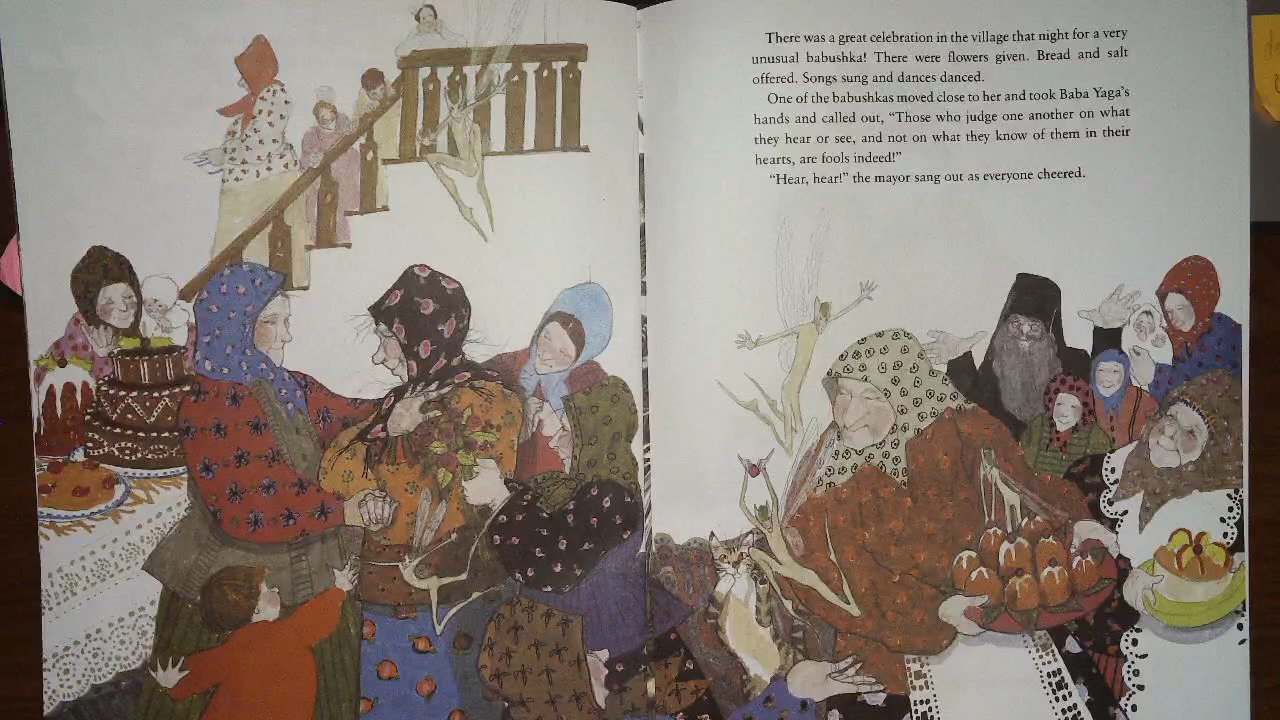 There was a great celebration in the village that night for a very
unusual babushka! There were flowers given. Bread and salt
offered. Songs sung and dances danced.
One of the babushkas moved close to her and took Baba Yaga's
hands and called out, “Those who judge one another on what
they hear or see, and not on what they know of them in their
hearts, are fools indeed!”
“Hear, hear!” the mayor sang out as everyone cheered.